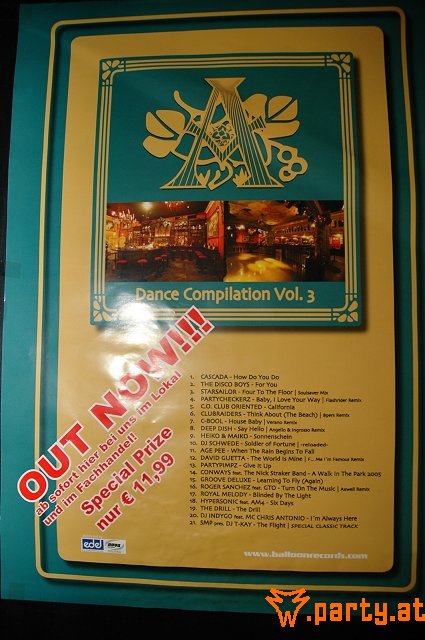 A
Dance Compilation Vol. 3
OUT NOW!!!
ab sofort hier bei uns im Lokal
und im Fachhandel!
Special Prize
nur € 11,99
1. CASCADA - How Do You Do
2. THE DISCO BOYS - For You
3. STARSAILOR - Four To The Floor | Soulsaver Mix
4. PARTYCHECKERZ - Baby, I Love Your Way | Flashrider Remix
5. C.O. CLUB ORIENTED - California
6. CLUBRAIDERS - Think About (The Beach) | 8pers Remix
7. C-BOOL - House Baby | Verano Remix
8. DEEP DISH - Say Hello | Angello & Ingrosso Remix
9. HEIKO & MAIKO - Sonnenschein
10. DJ SCHWEDE - Soldier of Fortune | -reloaded-
11. AGE PEE - When The Rain Begins To Fall
12. DAVID GUETTA - The World Is Mine | F... Me I'm Famous Remix
13. PARTYPIMPZ - Give It Up
14. CONWAYS feat. The Nick Straker Band - A Walk In The Park 2005
15. GROOVE DELUXE - Learning To Fly (Again)
16. ROGER SANCHEZ feat. GTO - Turn On The Music | Axwell Remix
17. ROYAL MELODY - Blinded By The Light
18. HYPERSONIC feat. AM4 - Six Days
19. THE DRILL - The Drill
20. DJ INDYGO feat. MC CHRIS ANTONIO - I'm Always Here
21. SMP pres. DJ T-KAY - The Flight | SPECIAL CLASSIC TRACK
edel
www.balloonrecords.com
.party.at